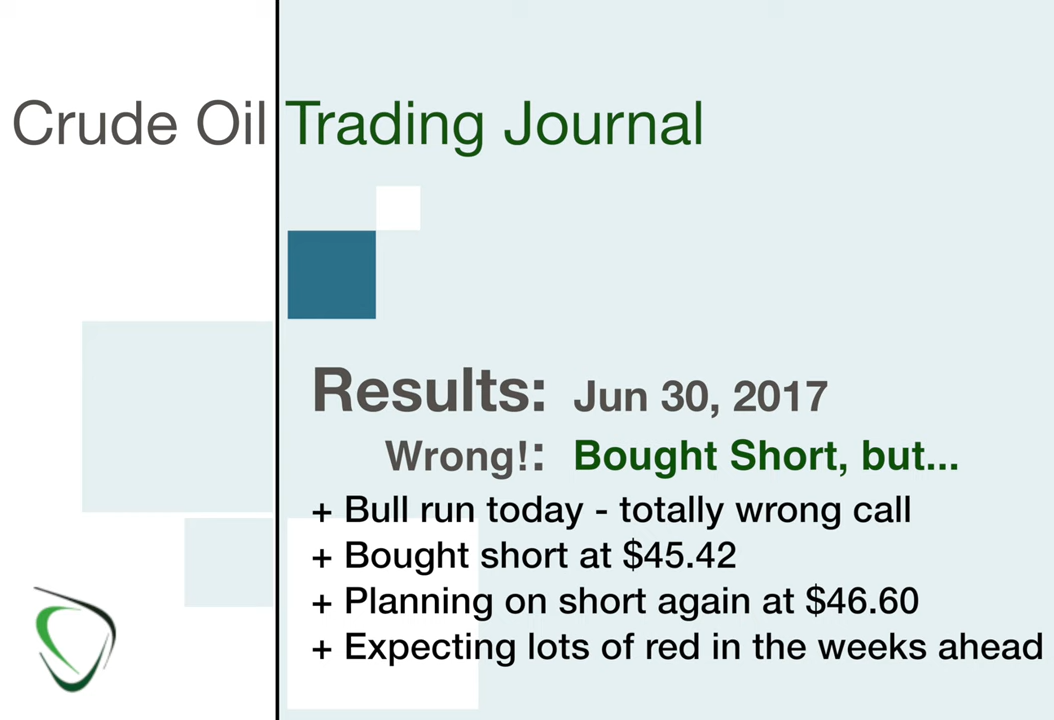 Crude Oil Trading Journal
Results: Jun 30, 2017
Wrong!: Bought Short, but...
+ Bull run today - totally wrong call
+ Bought short at $45.42
+ Planning on short again at $46.60
+ Expecting lots of red in the weeks ahead